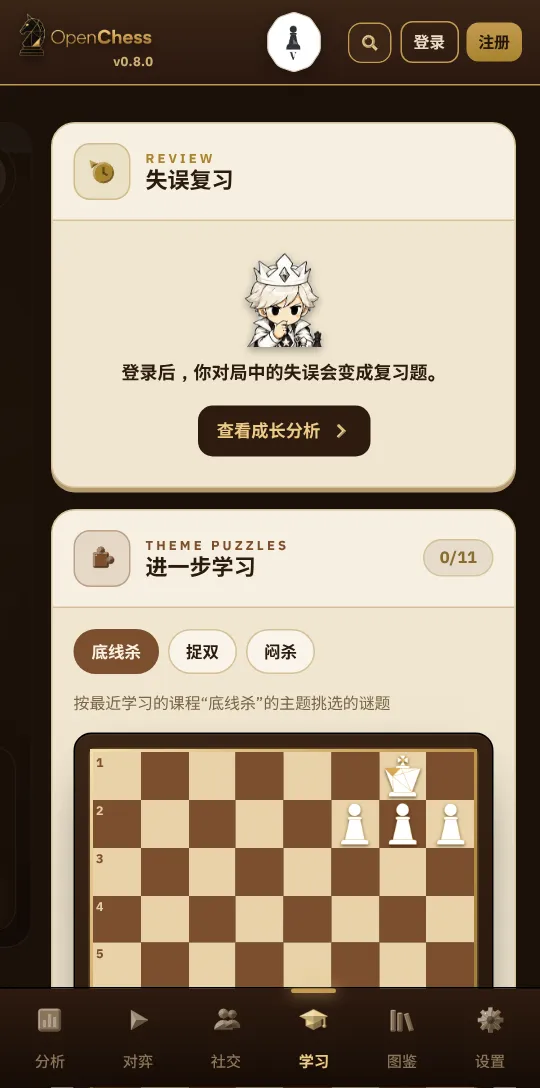 OpenChess
v0.8.0
V
登录
注册
REVIEW
失误复习
登录后，你对局中的失误会变成复习题。
查看成长分析
THEME PUZZLES
进一步学习
0/11
底线杀
捉双
闷杀
按最近学习的课程“底线杀”的主题挑选的谜题
1
2
3
4
5
分析
对弈
社交
学习
图鉴
设置